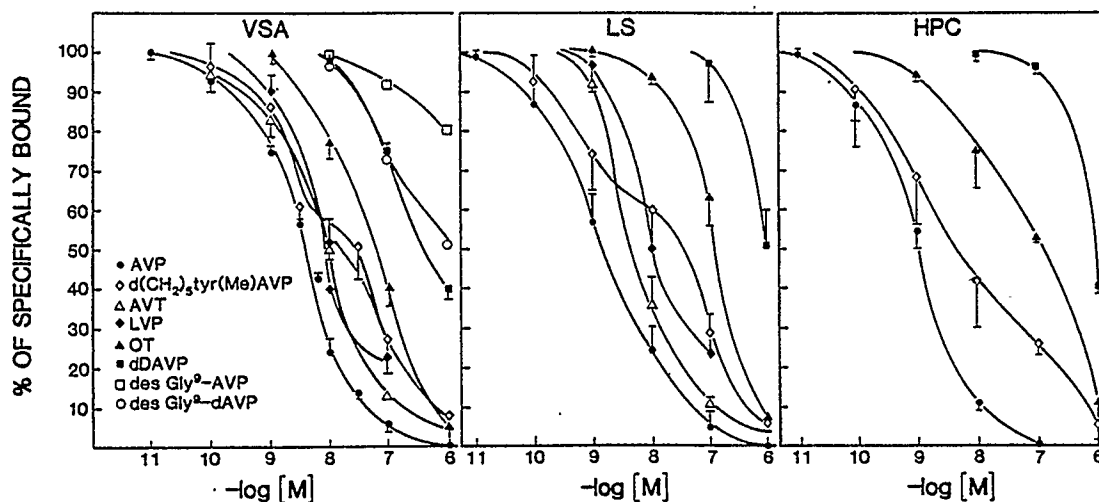 VSA
LS
HPC
% OF SPECIFICALLY BOUND
100
90
80
70
60
50
40
30
20
10
AVP
d(CH₂)₅tyr(Me)AVP
AVT
LVP
OT
dDAVP
des Gly⁹-AVP
des Gly⁹-dAVP
11 10 9 8 7 6
11 10 9 8 7 6
11 10 9 8 7 6
-log [M]
-log [M]
-log [M]